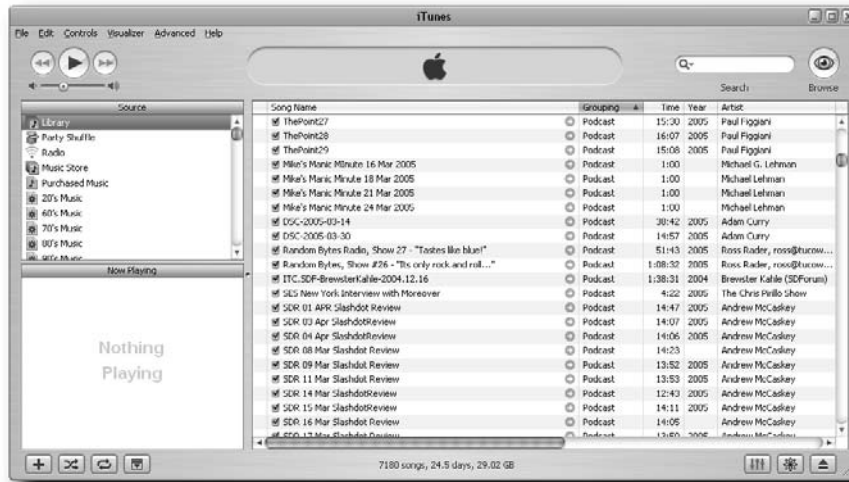 iTunes
File Edit Controls Visualizer Advanced Help
Search
Browse
Source
Library
Party Shuffle
Radio
Music Store
Purchased Music
20's Music
60's Music
70's Music
80's Music
90's Music
Now Playing
Nothing
Playing
Song Name Grouping Time Year Artist
ThePoint27 Podcast 15:30 2005 Paul Figgiani
ThePoint28 Podcast 16:07 2005 Paul Figgiani
ThePoint29 Podcast 15:08 2005 Paul Figgiani
Mike's Manic Minute 16 Mar 2005 Podcast 1:00 Michael G. Lehman
Mike's Manic Minute 18 Mar 2005 Podcast 1:00 Michael Lehman
Mike's Manic Minute 21 Mar 2005 Podcast 1:00 Michael Lehman
Mike's Manic Minute 24 Mar 2005 Podcast 1:00 Michael Lehman
DSC-2005-03-14 Podcast 38:42 2005 Adam Curry
DSC-2005-03-30 Podcast 14:57 2005 Adam Curry
Random Bytes Radio, Show 27 - "Tastes like blue!" Podcast 51:43 2005 Ross Rader, ross@tucow...
Random Bytes, Show #26 - "Its only rock and roll..." Podcast 1:08:32 2005 Ross Rader, ross@tucow...
ITC.SDF-BrewsterKahle-2004.12.16 Podcast 1:38:31 2004 Brewster Kahle (SDForum)
SES New York Interview with Moreover Podcast 4:22 2005 The Chris Pirillo Show
SDR 01 APR Slashdot Review Podcast 14:47 2005 Andrew McCaskey
SDR 03 Apr SlashdotReview Podcast 14:07 2005 Andrew McCaskey
SDR 04 Apr SlashdotReview Podcast 14:06 2005 Andrew McCaskey
SDR 08 Mar Slashdot Review Podcast 14:23 Andrew McCaskey
SDR 09 Mar Slashdot Review Podcast 13:52 2005 Andrew McCaskey
SDR 11 Mar Slashdot Review Podcast 13:53 2005 Andrew McCaskey
SDR 14 Mar SlashdotReview Podcast 12:43 2005 Andrew McCaskey
SDR 15 Mar SlashdotReview Podcast 14:11 2005 Andrew McCaskey
SDR 16 Mar Slashdot Review Podcast 14:05 Andrew McCaskey
SDR 17 Mar Slashdot Review Podcast 2005 Andrew McCaskey
7180 songs, 24.5 days, 29.02 GB